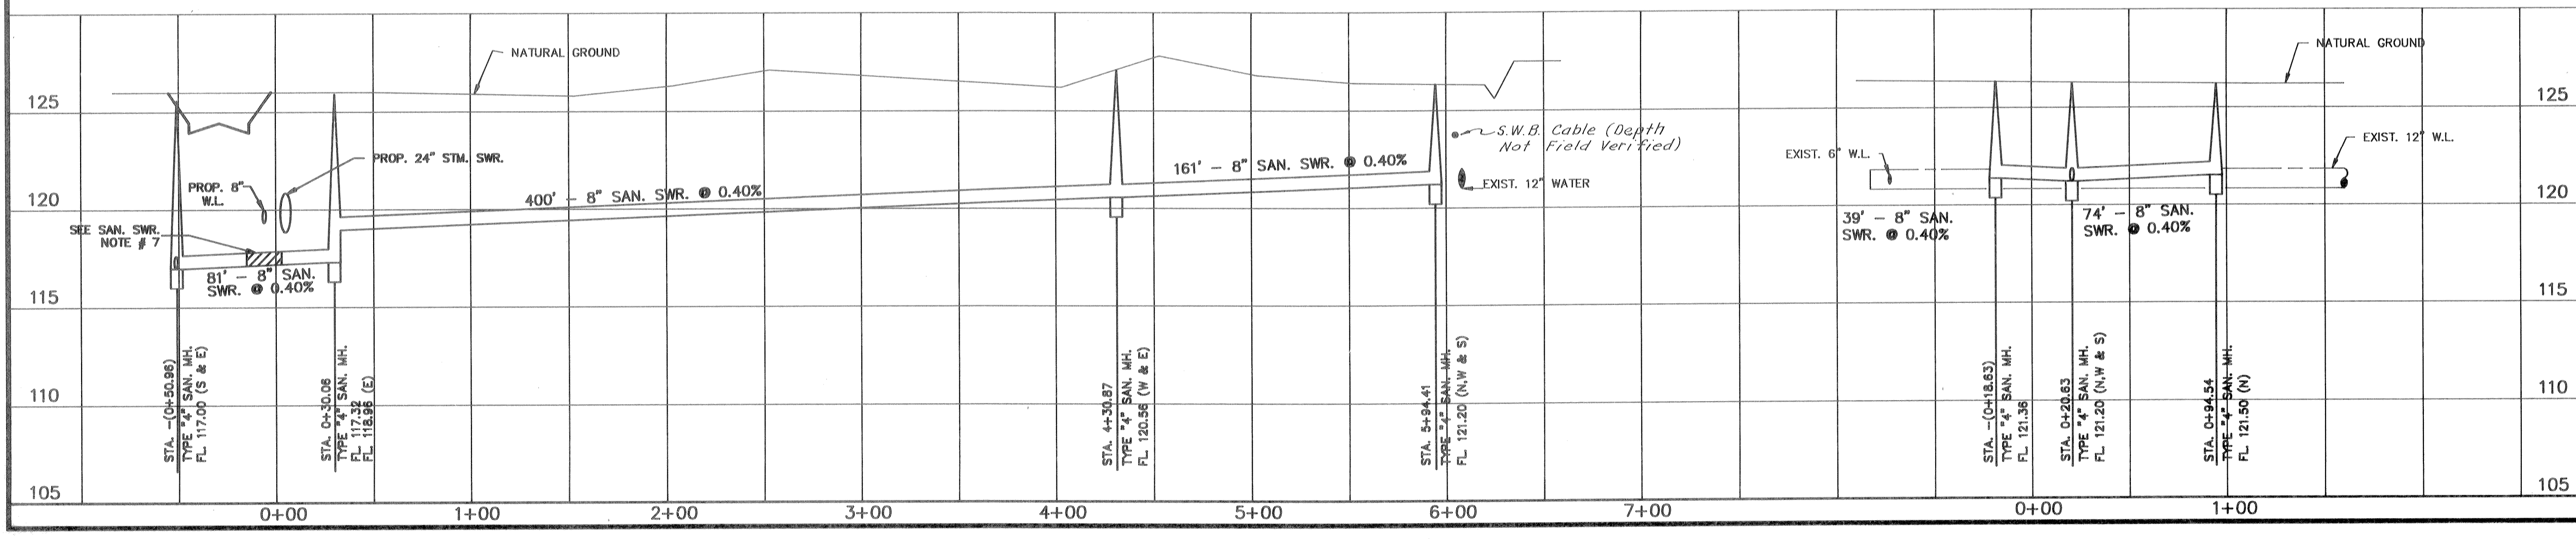 NATURAL GROUND
NATURAL GROUND
125
125
S.W.B. Cable (Depth
Not Field Verified)
EXIST. 12" W.L.
PROP. 24" STM. SWR.
EXIST. 6" W.L.
161' - 8" SAN. SWR. @ 0.40%
PROP. 8"
W.L.
400' - 8" SAN. SWR. @ 0.40%
EXIST. 12" WATER
120
120
SEE SAN. SWR.
NOTE # 7
39' - 8" SAN.
SWR. @ 0.40%
74' - 8" SAN.
SWR. @ 0.40%
81' - 8" SAN.
SWR. @ 0.40%
115
115
STA. -(0+50.96)
TYPE "4" SAN. MH.
FL. 117.00 (S & E)
STA. 0+30.06
TYPE "4" SAN. MH.
FL. 117.32
FL. 118.96 (E)
STA. 4+30.87
TYPE "4" SAN. MH.
FL. 120.56 (W & E)
STA. 5+94.41
TYPE "4" SAN. MH.
FL. 121.20 (N,W & S)
STA. -(0+18.63)
TYPE "4" SAN. MH.
FL. 121.36
STA. 0+20.63
TYPE "4" SAN. MH.
FL. 121.20 (N,W & S)
STA. 0+94.54
TYPE "4" SAN. MH.
FL. 121.50 (N)
110
110
105
105
0+00
1+00
2+00
3+00
4+00
5+00
6+00
7+00
0+00
1+00